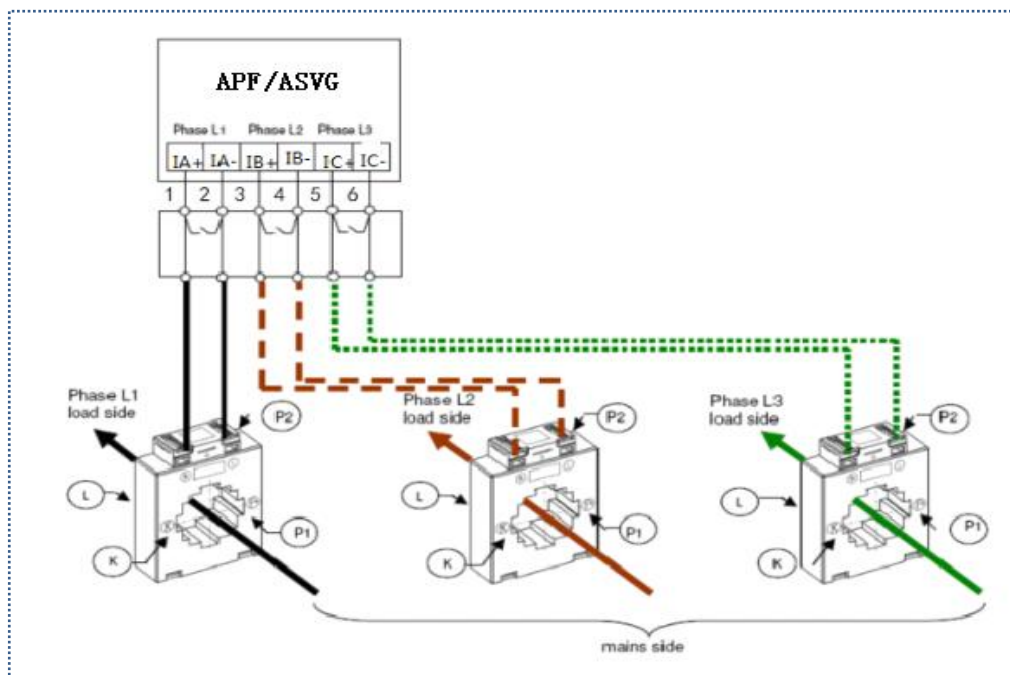 APF/ASVG
Phase L1 Phase L2 Phase L3
IA+ IA- IB+ IB- IC+ IC-
1 2 3 4 5 6
Phase L1
load side
P2
L
K
P1
Phase L2
load side
P2
L
K
P1
Phase L3
load side
P2
L
K
P1
mains side